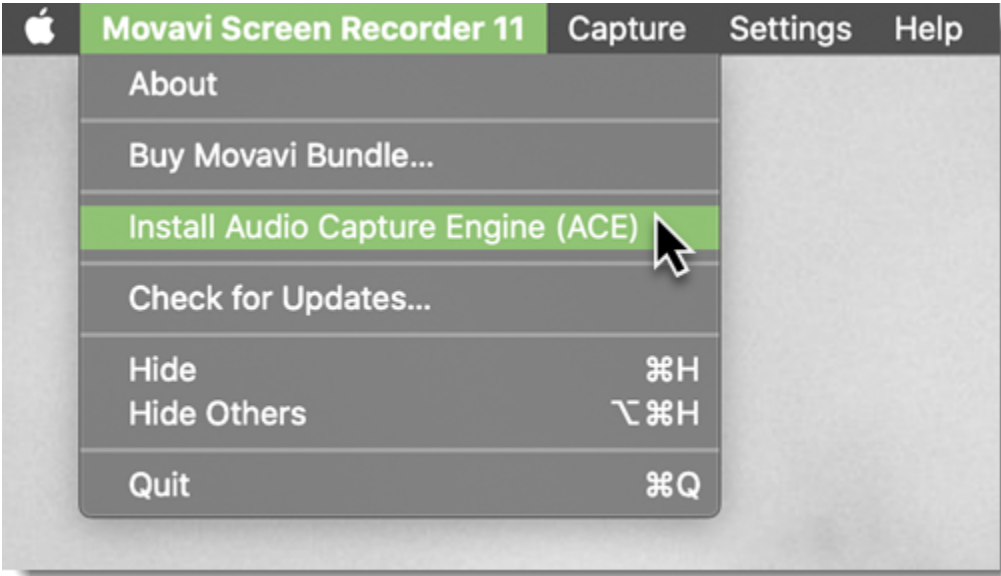 Movavi Screen Recorder 11 Capture Settings Help
About
Buy Movavi Bundle...
Install Audio Capture Engine (ACE)
Check for Updates...
Hide ⌘H
Hide Others ⌥⌘H
Quit ⌘Q